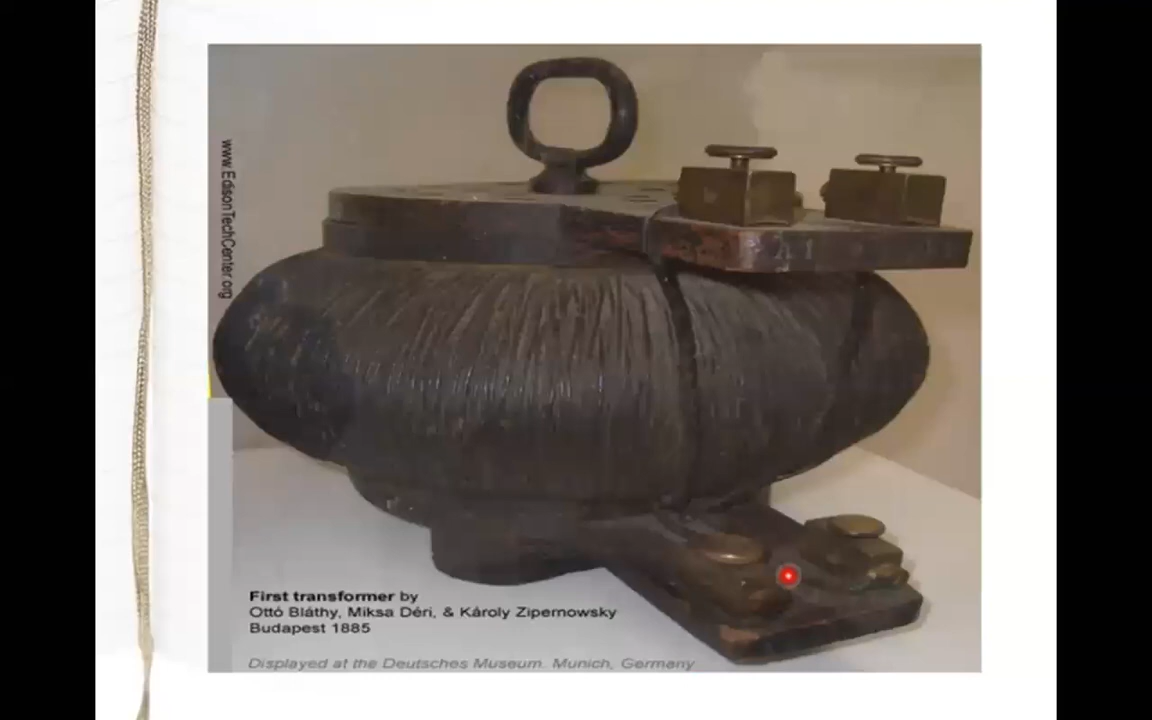 www.EdisonTechCenter.org
A1
First transformer by
Ottó Bláthy, Miksa Déri, & Károly Zipernowsky
Budapest 1885
Displayed at the Deutsches Museum. Munich, Germany